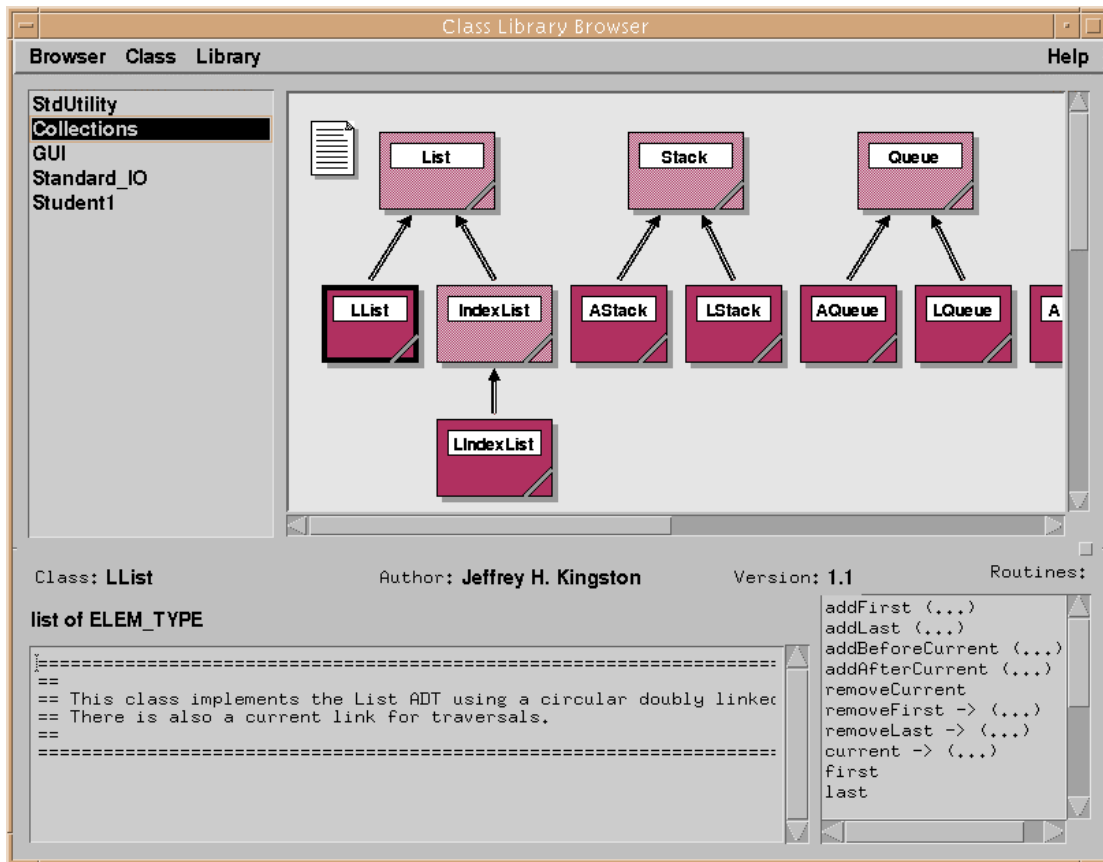 Class Library Browser
Browser Class Library Help
StdUtility
Collections
GUI
Standard_IO
Student1
List Stack Queue
LList IndexList AStack LStack AQueue LQueue A
LIndexList
Class: LList Author: Jeffrey H. Kingston Version: 1.1 Routines:
list of ELEM_TYPE
==========================================================================
==
== This class implements the List ADT using a circular doubly linked
== There is also a current link for traversals.
==
==========================================================================
addFirst (...)
addLast (...)
addBeforeCurrent (...)
addAfterCurrent (...)
removeCurrent
removeFirst -> (...)
removeLast -> (...)
current -> (...)
first
last